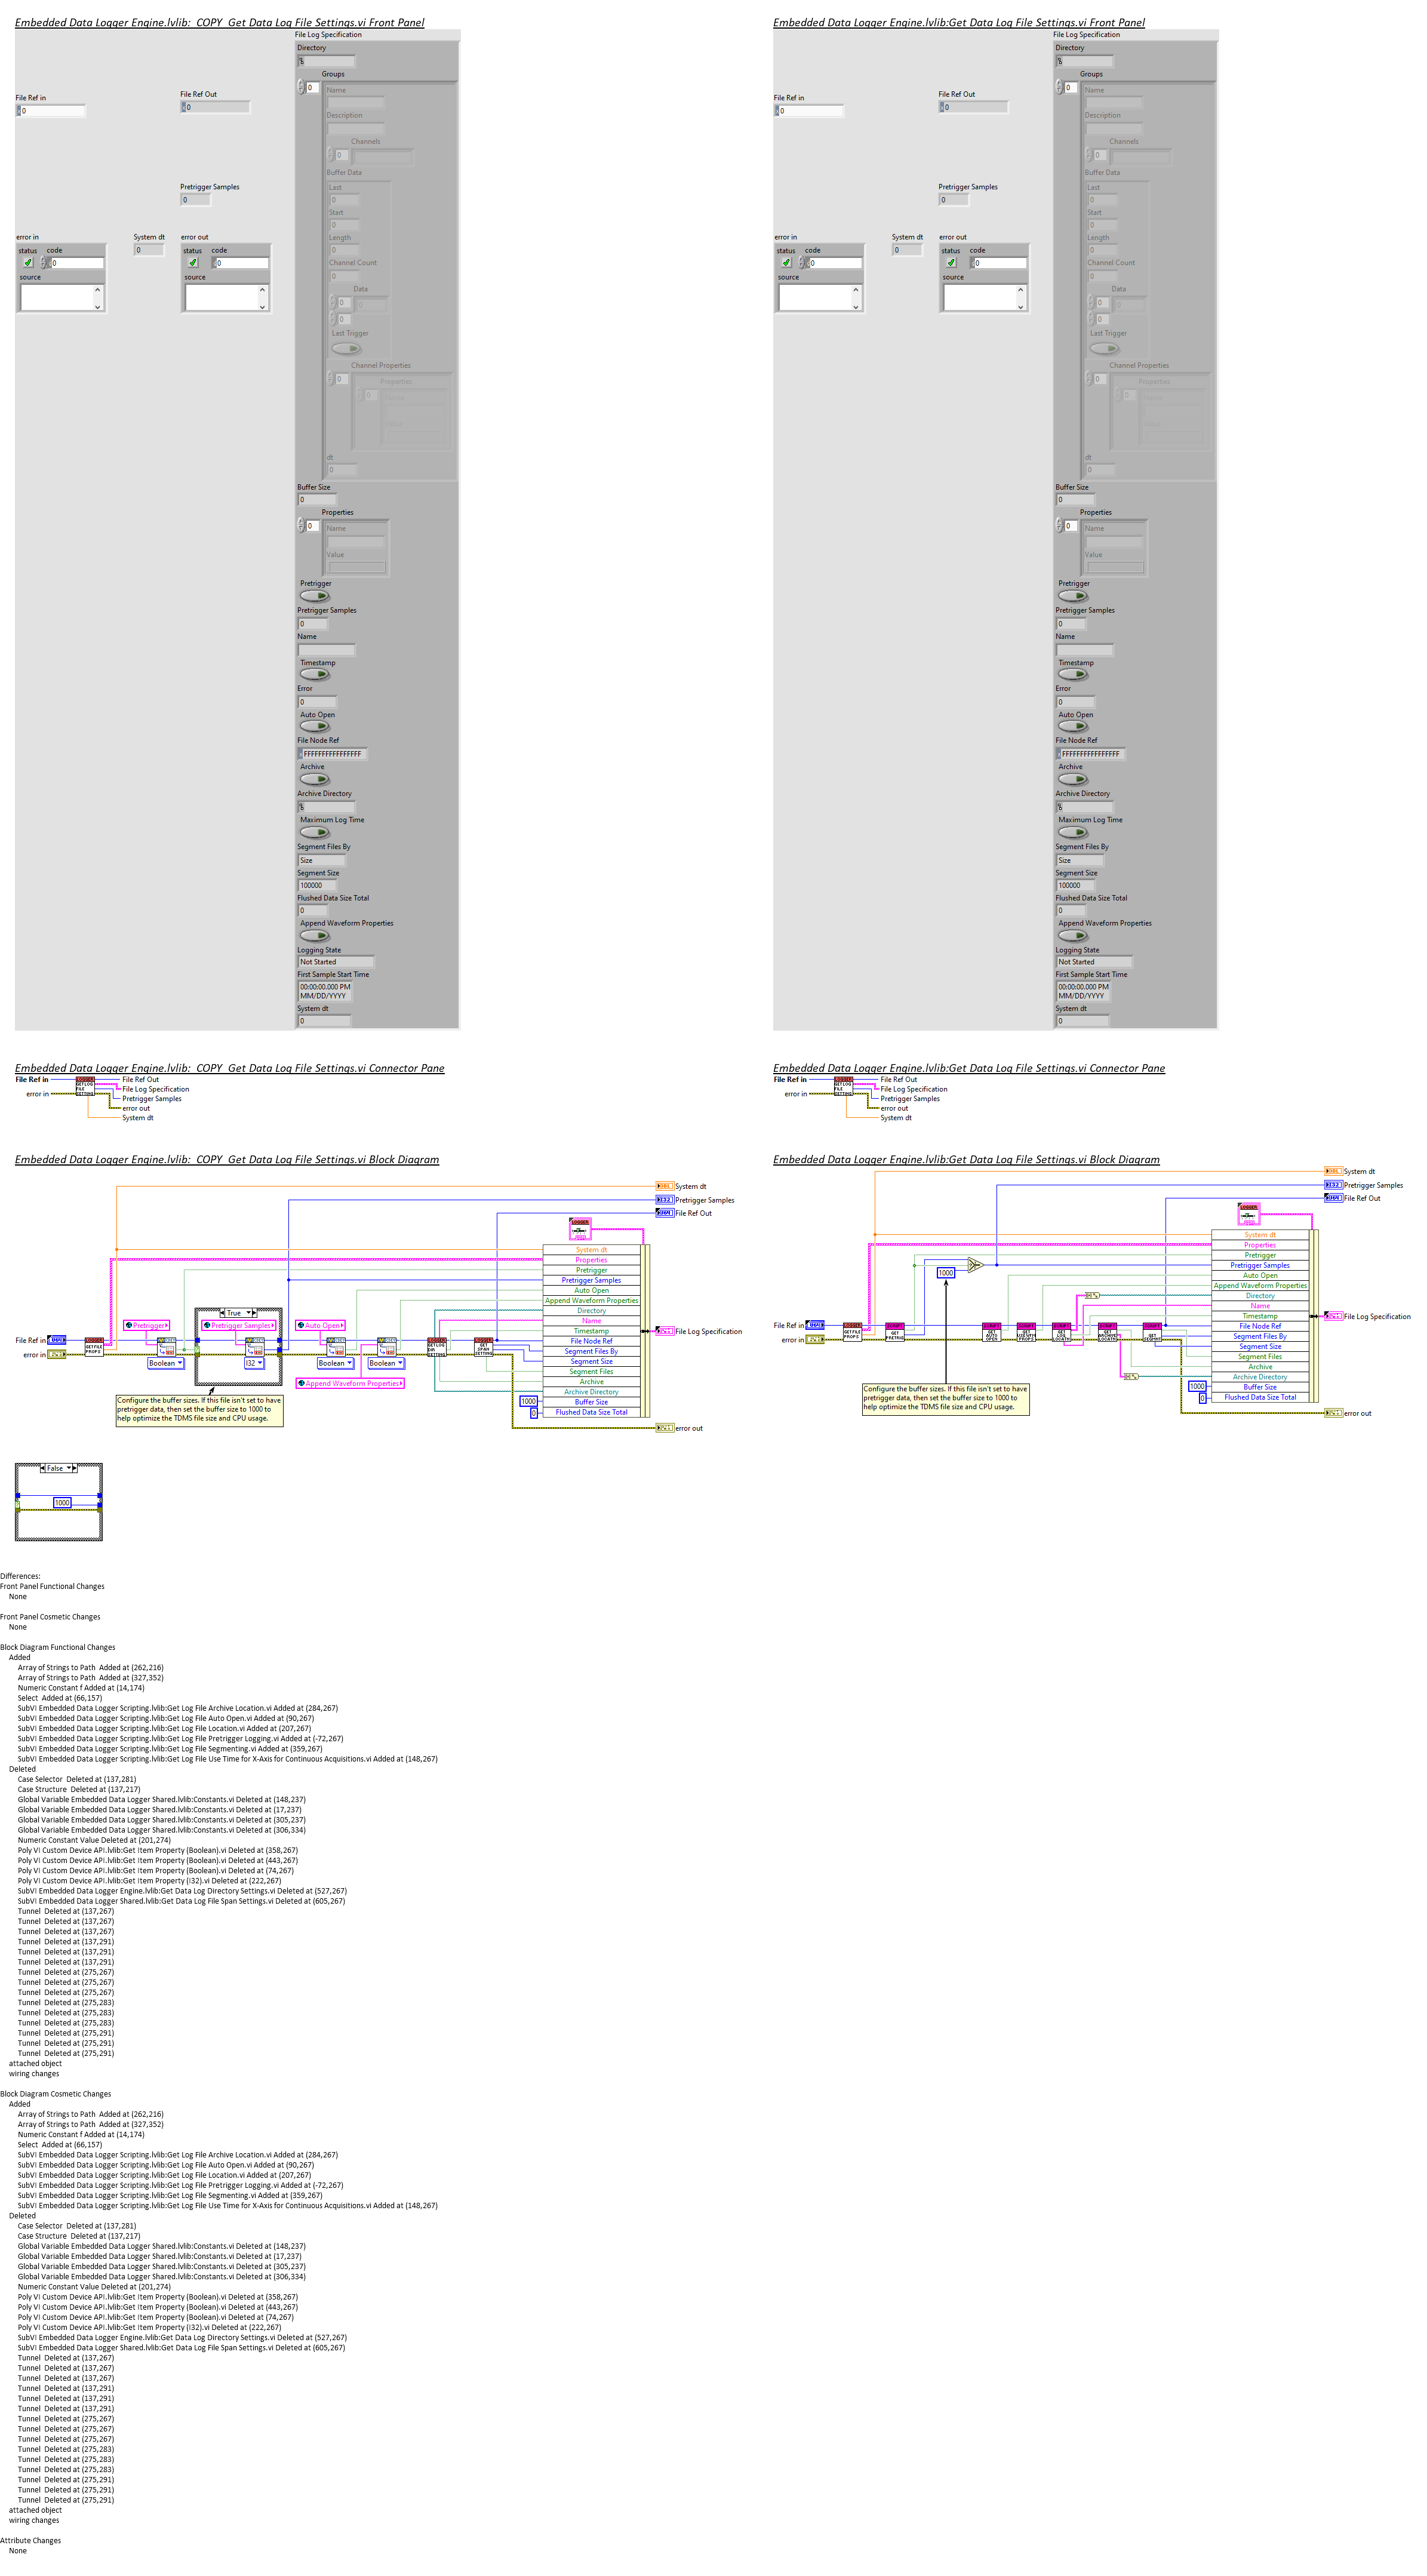 Embedded Data Logger Engine.lvlib:_COPY_Get Data Log File Settings.vi Front Panel
File Log Specification
Directory
Groups
0
Name
Description
Channels
0
Buffer Data
Last
0
Start
0
Length
0
Channel Count
0
Data
0
0
0
Last Trigger
Channel Properties
0
Properties
0
Name
Value
dt
0
File Ref in
0
File Ref Out
0
Pretrigger Samples
0
error in
status code
0
source
System dt
0
error out
status code
0
source
Buffer Size
0
Properties
0
Name
Value
Pretrigger
Pretrigger Samples
0
Name
Timestamp
Error
0
Auto Open
File Node Ref
FFFFFFFFFFFFFFFF
Archive
Archive Directory
Maximum Log Time
Segment Files By
Size
Segment Size
100000
Flushed Data Size Total
0
Append Waveform Properties
Logging State
Not Started
First Sample Start Time
00:00:00.000 PM
MM/DD/YYYY
System dt
0
Embedded Data Logger Engine.lvlib:Get Data Log File Settings.vi Front Panel
File Log Specification
Directory
Groups
0
Name
Description
Channels
0
Buffer Data
Last
0
Start
0
Length
0
Channel Count
0
Data
0
0
0
Last Trigger
Channel Properties
0
Properties
0
Name
Value
dt
0
File Ref in
0
File Ref Out
0
Pretrigger Samples
0
error in
status code
0
source
System dt
0
error out
status code
0
source
Buffer Size
0
Properties
0
Name
Value
Pretrigger
Pretrigger Samples
0
Name
Timestamp
Error
0
Auto Open
File Node Ref
FFFFFFFFFFFFFFFF
Archive
Archive Directory
Maximum Log Time
Segment Files By
Size
Segment Size
100000
Flushed Data Size Total
0
Append Waveform Properties
Logging State
Not Started
First Sample Start Time
00:00:00.000 PM
MM/DD/YYYY
System dt
0
Embedded Data Logger Engine.lvlib:_COPY_Get Data Log File Settings.vi Connector Pane
File Ref in
error in
LOGGER
GET LOG
FILE
SETTING
File Ref Out
File Log Specification
Pretrigger Samples
error out
System dt
Embedded Data Logger Engine.lvlib:Get Data Log File Settings.vi Connector Pane
File Ref in
error in
LOGGER
GET LOG
FILE
SETTING
File Ref Out
File Log Specification
Pretrigger Samples
error out
System dt
Embedded Data Logger Engine.lvlib:_COPY_Get Data Log File Settings.vi Block Diagram
System dt
I32
Pretrigger Samples
File Ref Out
LOGGER
System dt
Properties
Pretrigger
Pretrigger Samples
Auto Open
Append Waveform Properties
Directory
Name
Timestamp
File Node Ref
Segment Files By
Segment Size
Segment Files
Archive
Archive Directory
Buffer Size
Flushed Data Size Total
File Log Specification
error out
File Ref in
error in
Pretrigger
True
Pretrigger Samples
Auto Open
Boolean
I32
Boolean
Boolean
Append Waveform Properties
1000
0
Configure the buffer sizes. If this file isn't set to have
pretrigger data, then set the buffer size to 1000 to
help optimize the TDMS file size and CPU usage.
False
1000
Embedded Data Logger Engine.lvlib:Get Data Log File Settings.vi Block Diagram
System dt
I32
Pretrigger Samples
File Ref Out
LOGGER
System dt
Properties
Pretrigger
Pretrigger Samples
Auto Open
Append Waveform Properties
Directory
Name
Timestamp
File Node Ref
Segment Files By
Segment Size
Segment Files
Archive
Archive Directory
Buffer Size
Flushed Data Size Total
File Log Specification
error out
File Ref in
error in
1000
1000
0
Configure the buffer sizes. If this file isn't set to have
pretrigger data, then set the buffer size to 1000 to
help optimize the TDMS file size and CPU usage.
Differences:
Front Panel Functional Changes
None
Front Panel Cosmetic Changes
None
Block Diagram Functional Changes
Added
Array of Strings to Path Added at (262,216)
Array of Strings to Path Added at (327,352)
Numeric Constant f Added at (14,174)
Select Added at (66,157)
SubVI Embedded Data Logger Scripting.lvlib:Get Log File Archive Location.vi Added at (284,267)
SubVI Embedded Data Logger Scripting.lvlib:Get Log File Auto Open.vi Added at (90,267)
SubVI Embedded Data Logger Scripting.lvlib:Get Log File Location.vi Added at (207,267)
SubVI Embedded Data Logger Scripting.lvlib:Get Log File Pretrigger Logging.vi Added at (-72,267)
SubVI Embedded Data Logger Scripting.lvlib:Get Log File Segmenting.vi Added at (359,267)
SubVI Embedded Data Logger Scripting.lvlib:Get Log File Use Time for X-Axis for Continuous Acquisitions.vi Added at (148,267)
Deleted
Case Selector Deleted at (137,281)
Case Structure Deleted at (137,217)
Global Variable Embedded Data Logger Shared.lvlib:Constants.vi Deleted at (148,237)
Global Variable Embedded Data Logger Shared.lvlib:Constants.vi Deleted at (17,237)
Global Variable Embedded Data Logger Shared.lvlib:Constants.vi Deleted at (305,237)
Global Variable Embedded Data Logger Shared.lvlib:Constants.vi Deleted at (306,334)
Numeric Constant Value Deleted at (201,274)
Poly VI Custom Device API.lvlib:Get Item Property (Boolean).vi Deleted at (358,267)
Poly VI Custom Device API.lvlib:Get Item Property (Boolean).vi Deleted at (443,267)
Poly VI Custom Device API.lvlib:Get Item Property (Boolean).vi Deleted at (74,267)
Poly VI Custom Device API.lvlib:Get Item Property (I32).vi Deleted at (222,267)
SubVI Embedded Data Logger Engine.lvlib:Get Data Log Directory Settings.vi Deleted at (527,267)
SubVI Embedded Data Logger Shared.lvlib:Get Data Log File Span Settings.vi Deleted at (605,267)
Tunnel Deleted at (137,267)
Tunnel Deleted at (137,267)
Tunnel Deleted at (137,267)
Tunnel Deleted at (137,291)
Tunnel Deleted at (137,291)
Tunnel Deleted at (137,291)
Tunnel Deleted at (275,267)
Tunnel Deleted at (275,267)
Tunnel Deleted at (275,267)
Tunnel Deleted at (275,283)
Tunnel Deleted at (275,283)
Tunnel Deleted at (275,283)
Tunnel Deleted at (275,291)
Tunnel Deleted at (275,291)
Tunnel Deleted at (275,291)
attached object
wiring changes
Block Diagram Cosmetic Changes
Added
Array of Strings to Path Added at (262,216)
Array of Strings to Path Added at (327,352)
Numeric Constant f Added at (14,174)
Select Added at (66,157)
SubVI Embedded Data Logger Scripting.lvlib:Get Log File Archive Location.vi Added at (284,267)
SubVI Embedded Data Logger Scripting.lvlib:Get Log File Auto Open.vi Added at (90,267)
SubVI Embedded Data Logger Scripting.lvlib:Get Log File Location.vi Added at (207,267)
SubVI Embedded Data Logger Scripting.lvlib:Get Log File Pretrigger Logging.vi Added at (-72,267)
SubVI Embedded Data Logger Scripting.lvlib:Get Log File Segmenting.vi Added at (359,267)
SubVI Embedded Data Logger Scripting.lvlib:Get Log File Use Time for X-Axis for Continuous Acquisitions.vi Added at (148,267)
Deleted
Case Selector Deleted at (137,281)
Case Structure Deleted at (137,217)
Global Variable Embedded Data Logger Shared.lvlib:Constants.vi Deleted at (148,237)
Global Variable Embedded Data Logger Shared.lvlib:Constants.vi Deleted at (17,237)
Global Variable Embedded Data Logger Shared.lvlib:Constants.vi Deleted at (305,237)
Global Variable Embedded Data Logger Shared.lvlib:Constants.vi Deleted at (306,334)
Numeric Constant Value Deleted at (201,274)
Poly VI Custom Device API.lvlib:Get Item Property (Boolean).vi Deleted at (358,267)
Poly VI Custom Device API.lvlib:Get Item Property (Boolean).vi Deleted at (443,267)
Poly VI Custom Device API.lvlib:Get Item Property (Boolean).vi Deleted at (74,267)
Poly VI Custom Device API.lvlib:Get Item Property (I32).vi Deleted at (222,267)
SubVI Embedded Data Logger Engine.lvlib:Get Data Log Directory Settings.vi Deleted at (527,267)
SubVI Embedded Data Logger Shared.lvlib:Get Data Log File Span Settings.vi Deleted at (605,267)
Tunnel Deleted at (137,267)
Tunnel Deleted at (137,267)
Tunnel Deleted at (137,267)
Tunnel Deleted at (137,291)
Tunnel Deleted at (137,291)
Tunnel Deleted at (137,291)
Tunnel Deleted at (275,267)
Tunnel Deleted at (275,267)
Tunnel Deleted at (275,267)
Tunnel Deleted at (275,283)
Tunnel Deleted at (275,283)
Tunnel Deleted at (275,283)
Tunnel Deleted at (275,291)
Tunnel Deleted at (275,291)
Tunnel Deleted at (275,291)
attached object
wiring changes
Attribute Changes
None